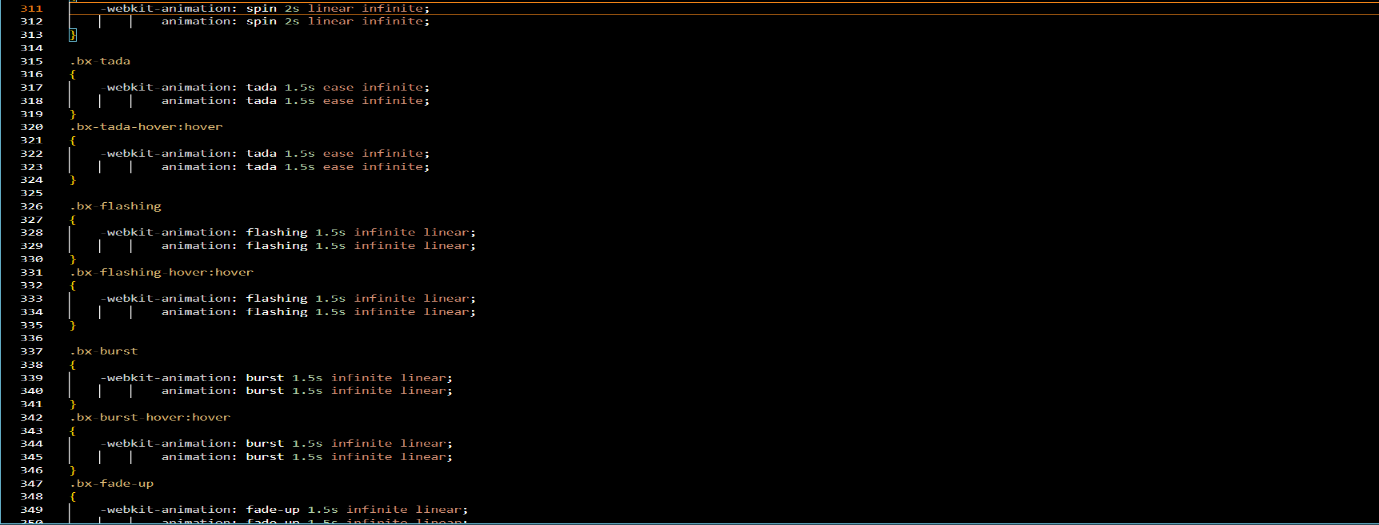 311 -webkit-animation: spin 2s linear infinite;
312 animation: spin 2s linear infinite;
313 }
314
315 .bx-tada
316 {
317 -webkit-animation: tada 1.5s ease infinite;
318 animation: tada 1.5s ease infinite;
319 }
320 .bx-tada-hover:hover
321 {
322 -webkit-animation: tada 1.5s ease infinite;
323 animation: tada 1.5s ease infinite;
324 }
325
326 .bx-flashing
327 {
328 -webkit-animation: flashing 1.5s infinite linear;
329 animation: flashing 1.5s infinite linear;
330 }
331 .bx-flashing-hover:hover
332 {
333 -webkit-animation: flashing 1.5s infinite linear;
334 animation: flashing 1.5s infinite linear;
335 }
336
337 .bx-burst
338 {
339 -webkit-animation: burst 1.5s infinite linear;
340 animation: burst 1.5s infinite linear;
341 }
342 .bx-burst-hover:hover
343 {
344 -webkit-animation: burst 1.5s infinite linear;
345 animation: burst 1.5s infinite linear;
346 }
347 .bx-fade-up
348 {
349 -webkit-animation: fade-up 1.5s infinite linear;
350 animation: fade-up 1.5s infinite linear;